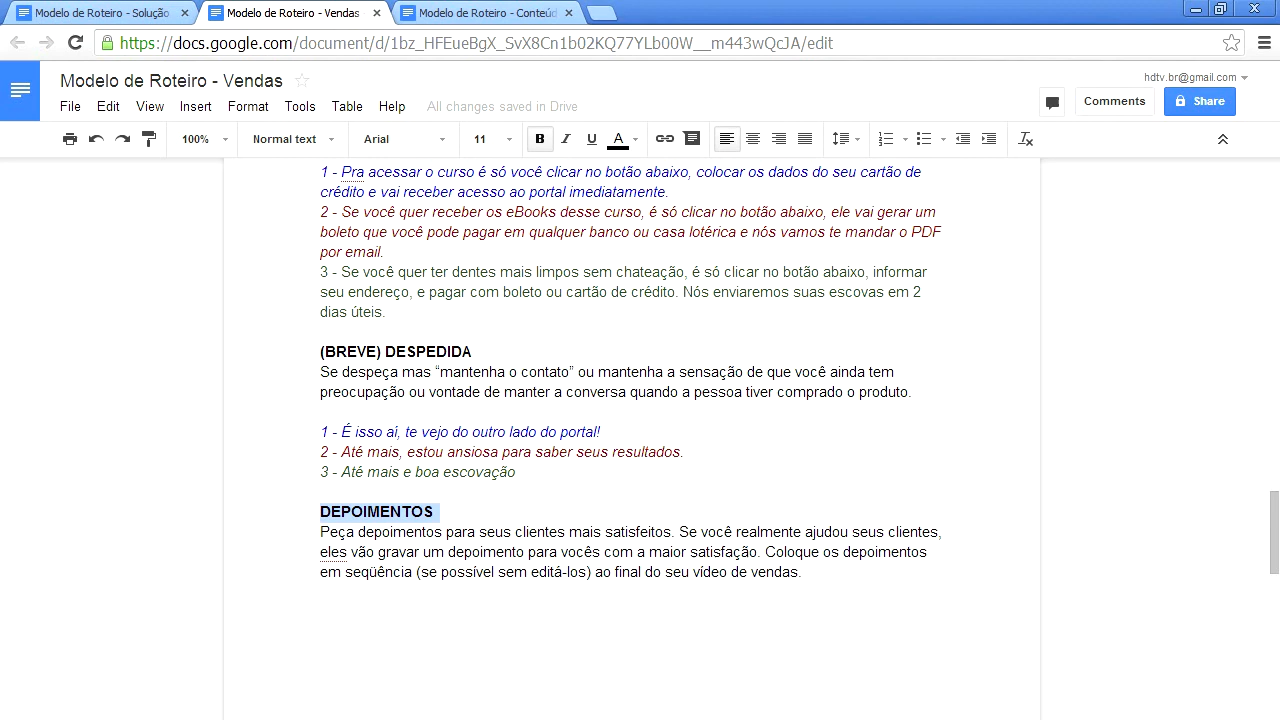 Modelo de Roteiro - Solução
Modelo de Roteiro - Vendas
Modelo de Roteiro - Conteúd
https://docs.google.com/document/d/1bz_HFEueBgX_SvX8Cn1b02KQ77YLb00W__m443wQcJA/edit
Modelo de Roteiro - Vendas
hdtv.br@gmail.com
File Edit View Insert Format Tools Table Help All changes saved in Drive
Comments
Share
100% Normal text Arial 11 B I U A
1 - Pra acessar o curso é só você clicar no botão abaixo, colocar os dados do seu cartão de
crédito e vai receber acesso ao portal imediatamente.
2 - Se você quer receber os eBooks desse curso, é só clicar no botão abaixo, ele vai gerar um
boleto que você pode pagar em qualquer banco ou casa lotérica e nós vamos te mandar o PDF
por email.
3 - Se você quer ter dentes mais limpos sem chateação, é só clicar no botão abaixo, informar
seu endereço, e pagar com boleto ou cartão de crédito. Nós enviaremos suas escovas em 2
dias úteis.
(BREVE) DESPEDIDA
Se despeça mas “mantenha o contato” ou mantenha a sensação de que você ainda tem
preocupação ou vontade de manter a conversa quando a pessoa tiver comprado o produto.
1 - É isso aí, te vejo do outro lado do portal!
2 - Até mais, estou ansiosa para saber seus resultados.
3 - Até mais e boa escovação
DEPOIMENTOS
Peça depoimentos para seus clientes mais satisfeitos. Se você realmente ajudou seus clientes,
eles vão gravar um depoimento para vocês com a maior satisfação. Coloque os depoimentos
em seqüência (se possível sem editá-los) ao final do seu vídeo de vendas.